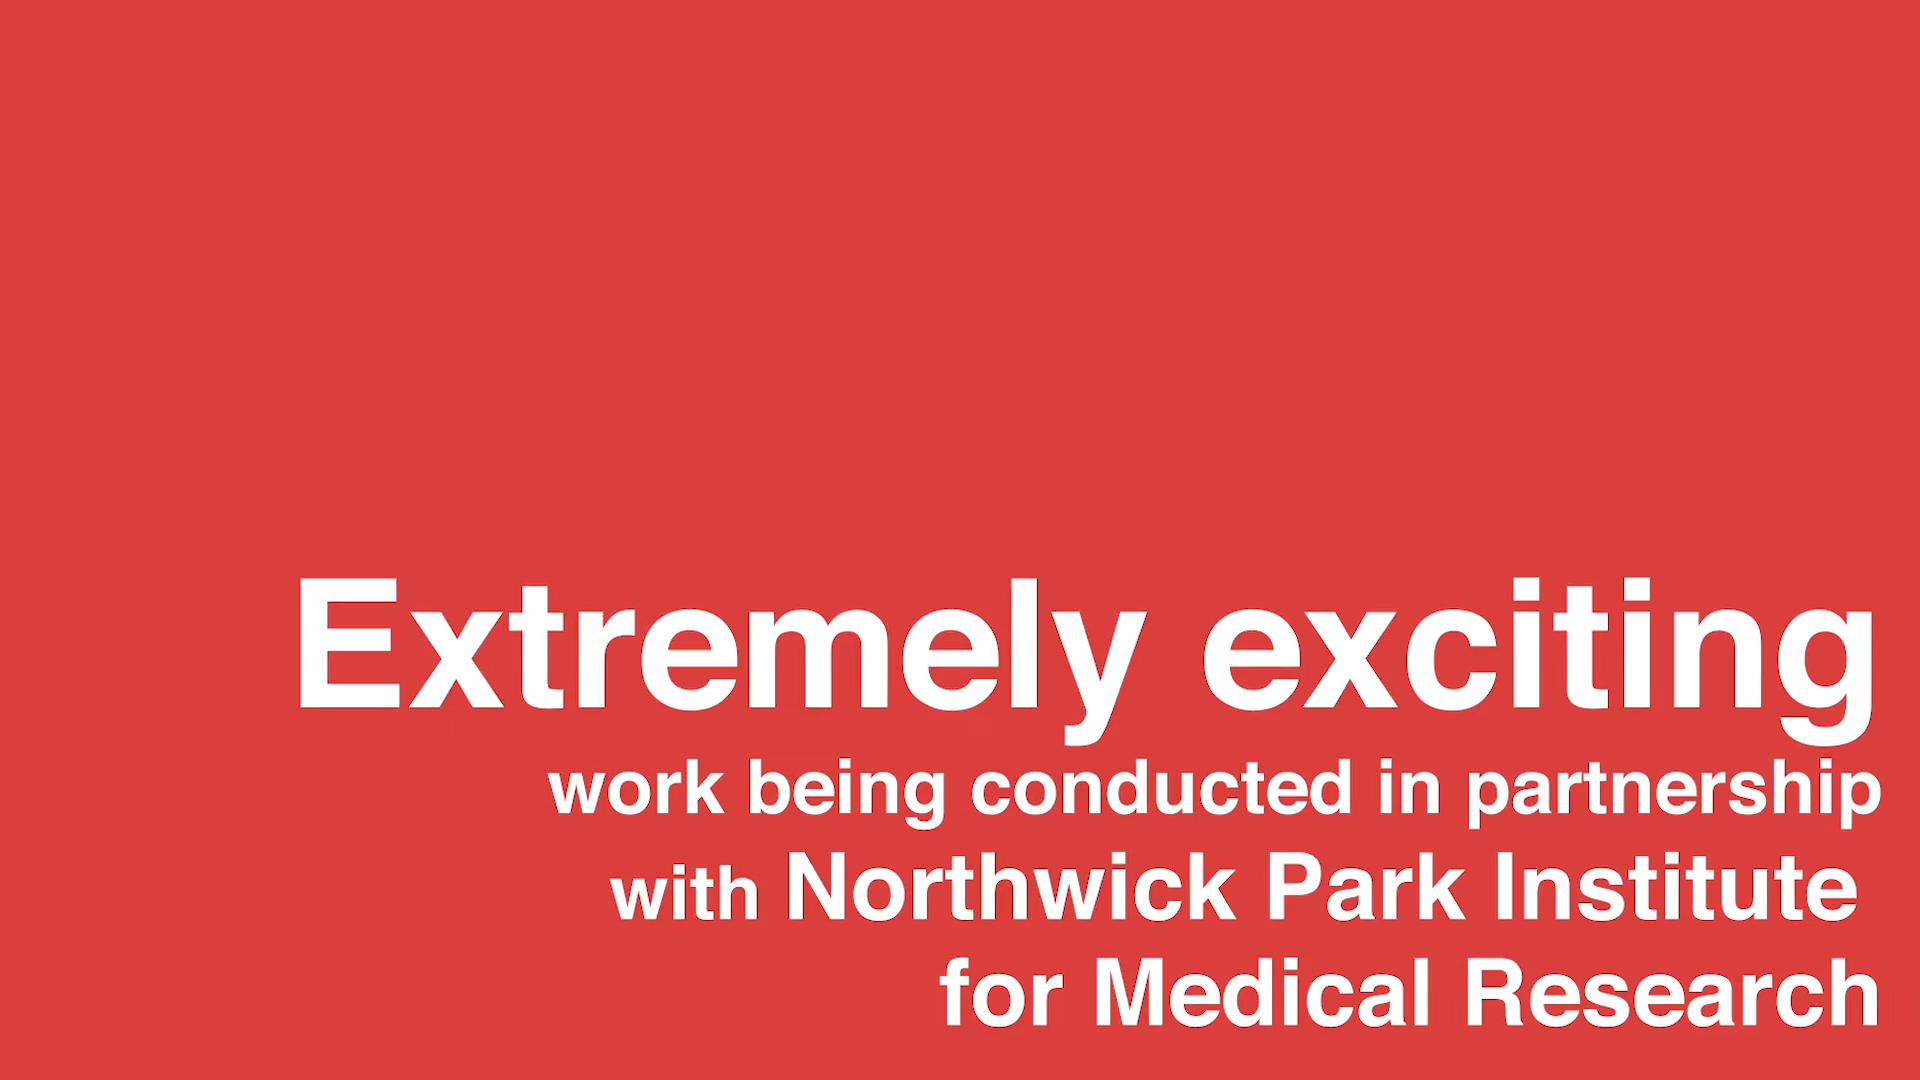 Extremely exciting
work being conducted in partnership
with Northwick Park Institute
for Medical Research